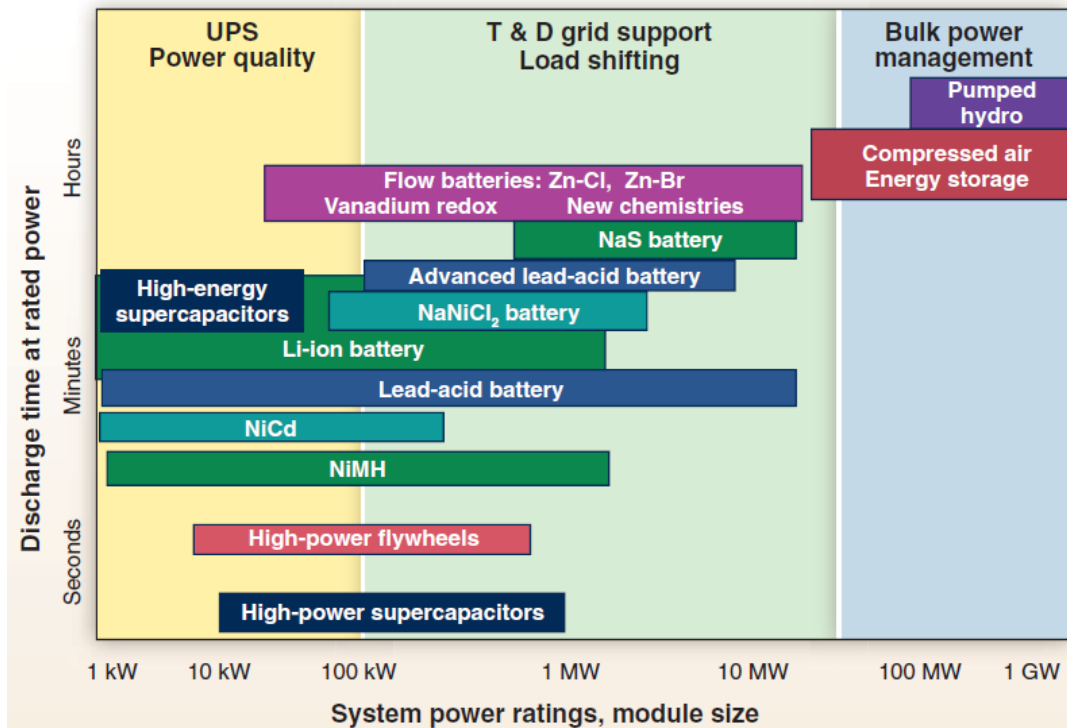 UPS
Power quality
T & D grid support
Load shifting
Bulk power
management
Pumped
hydro
Compressed air
Energy storage
Flow batteries: Zn-Cl, Zn-Br
Vanadium redox New chemistries
NaS battery
Advanced lead-acid battery
High-energy
supercapacitors
NaNiCl₂ battery
Li-ion battery
Lead-acid battery
NiCd
NiMH
High-power flywheels
High-power supercapacitors
Discharge time at rated power
Hours
Minutes
Seconds
1 kW 10 kW 100 kW 1 MW 10 MW 100 MW 1 GW
System power ratings, module size